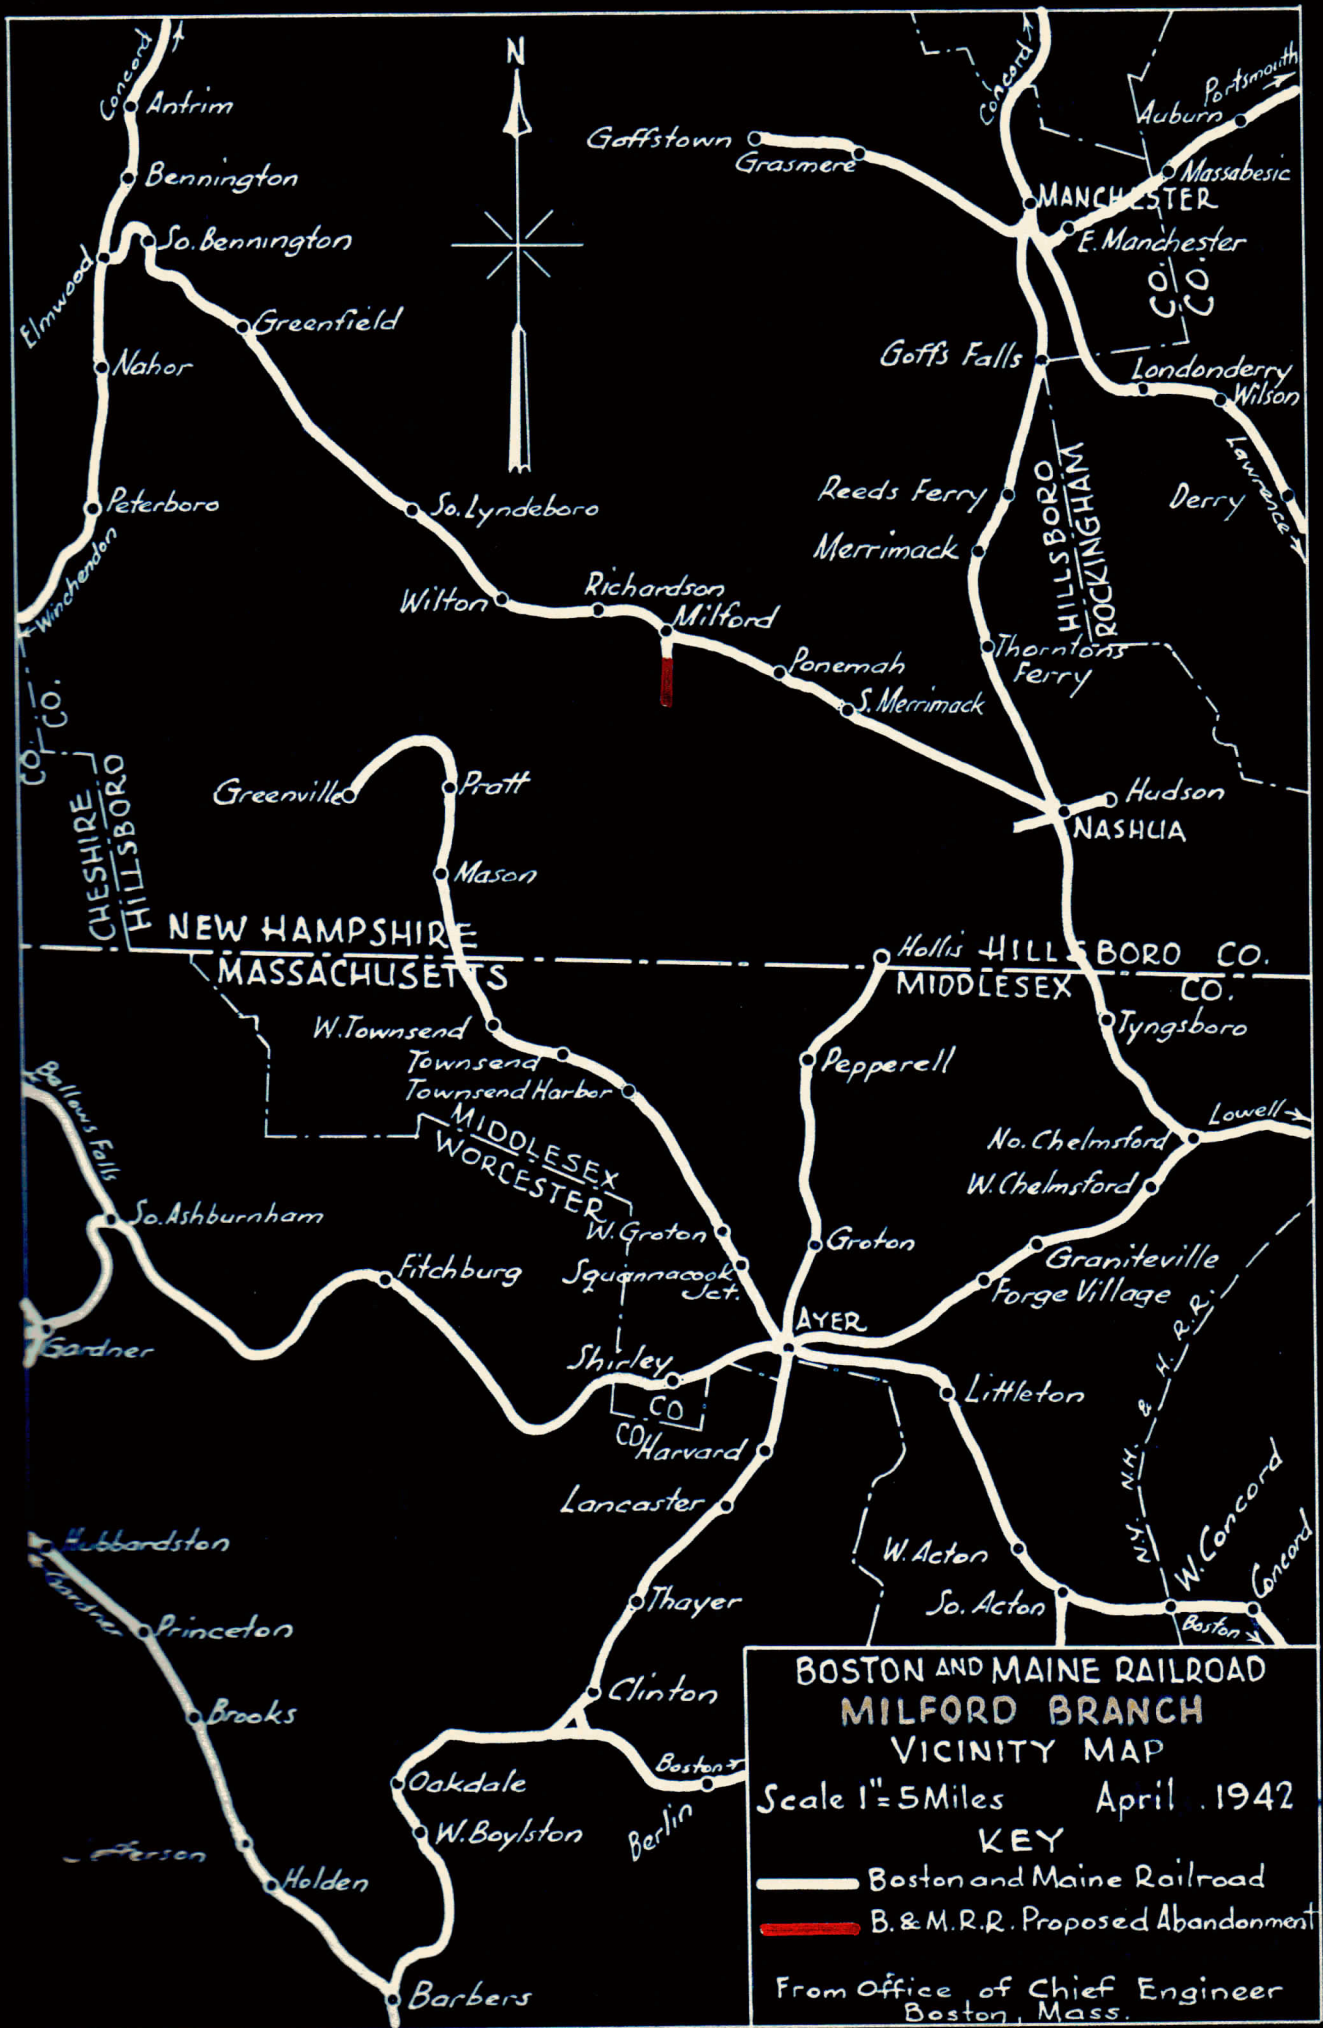 N
Concord
Antrim
Bennington
So. Bennington
Elmwood
Greenfield
Nahor
Peterboro
Winchendon
So. Lyndeboro
Wilton
Richardson
Milford
Ponemah
S. Merrimack
Goffstown
Grasmere
Concord
Portsmouth
Auburn
Massabesic
MANCHESTER
E. Manchester
CO.
CO.
Goffs Falls
Londonderry
Wilson
Lawrence
Derry
Reeds Ferry
HILLSBORO
ROCKINGHAM
Merrimack
Thorntons
Ferry
Hudson
NASHUA
CO.
CO.
CHESHIRE
HILLSBORO
Greenville
Pratt
Mason
NEW HAMPSHIRE
MASSACHUSETTS
Hollis
HILLSBORO CO.
MIDDLESEX CO.
W. Townsend
Townsend
Townsend Harbor
MIDDLESEX
WORCESTER
Pepperell
Tyngsboro
Lowell
No. Chelmsford
W. Chelmsford
Graniteville
Forge Village
Bellows Falls
So. Ashburnham
Fitchburg
Gardner
W. Groton
Squannacook
Jct.
Groton
AYER
Shirley
CO
CO
Harvard
Littleton
N.Y. N.H. & H. R.R.
Lancaster
W. Acton
So. Acton
W. Concord
Concord
Boston
Hubbardston
Gardner
Princeton
Brooks
Jefferson
Holden
Barbers
Thayer
Clinton
Oakdale
W. Boylston
Boston
Berlin
BOSTON AND MAINE RAILROAD
MILFORD BRANCH
VICINITY MAP
Scale 1"= 5 Miles April . 1942
KEY
Boston and Maine Railroad
B. & M. R.R. Proposed Abandonment
From Office of Chief Engineer
Boston, Mass.